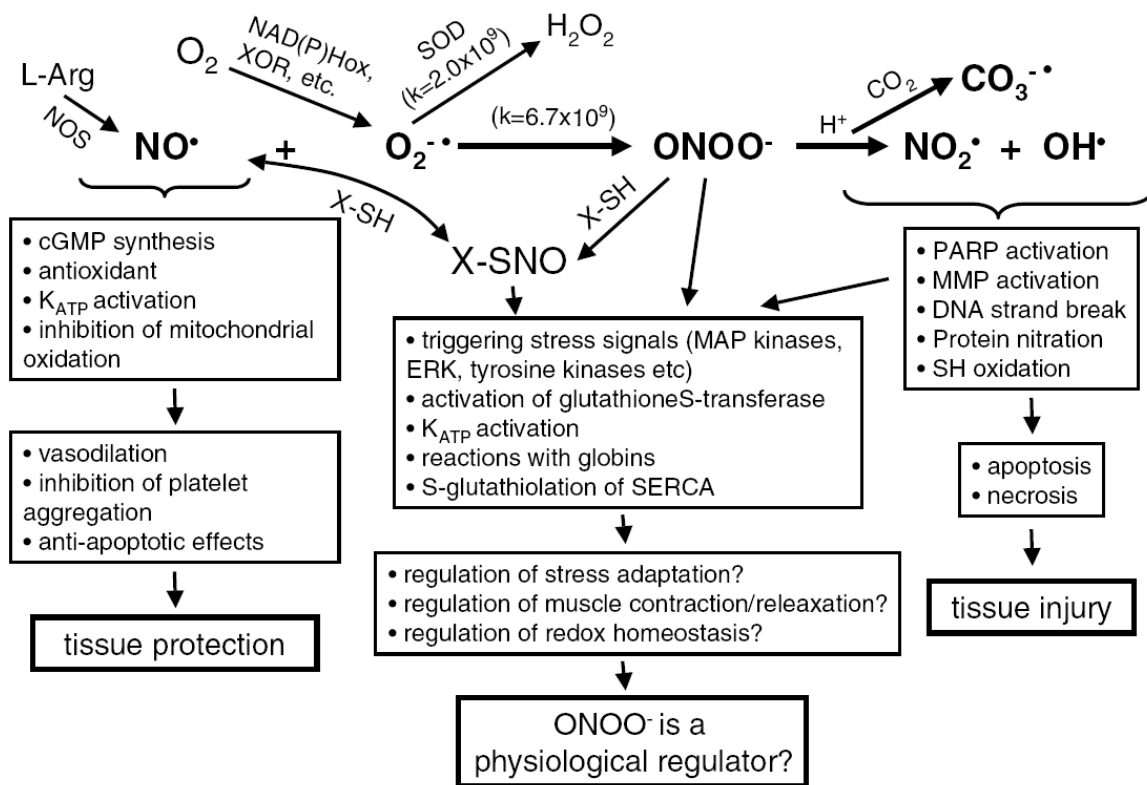 NAD(P)Hox,
XOR, etc.
O₂
SOD
(k=2.0x10⁹)
H₂O₂
L-Arg
NOS
CO₂
CO₃⁻•
NO•
+
O₂⁻•
(k=6.7x10⁹)
ONOO⁻
H⁺
NO₂• + OH•
X-SH
X-SH
X-SNO
• cGMP synthesis
• antioxidant
• K_ATP activation
• inhibition of mitochondrial
oxidation
• vasodilation
• inhibition of platelet
aggregation
• anti-apoptotic effects
tissue protection
• triggering stress signals (MAP kinases,
ERK, tyrosine kinases etc)
• activation of glutathioneS-transferase
• K_ATP activation
• reactions with globins
• S-glutathiolation of SERCA
• regulation of stress adaptation?
• regulation of muscle contraction/releaxation?
• regulation of redox homeostasis?
ONOO⁻ is a
physiological regulator?
• PARP activation
• MMP activation
• DNA strand break
• Protein nitration
• SH oxidation
• apoptosis
• necrosis
tissue injury